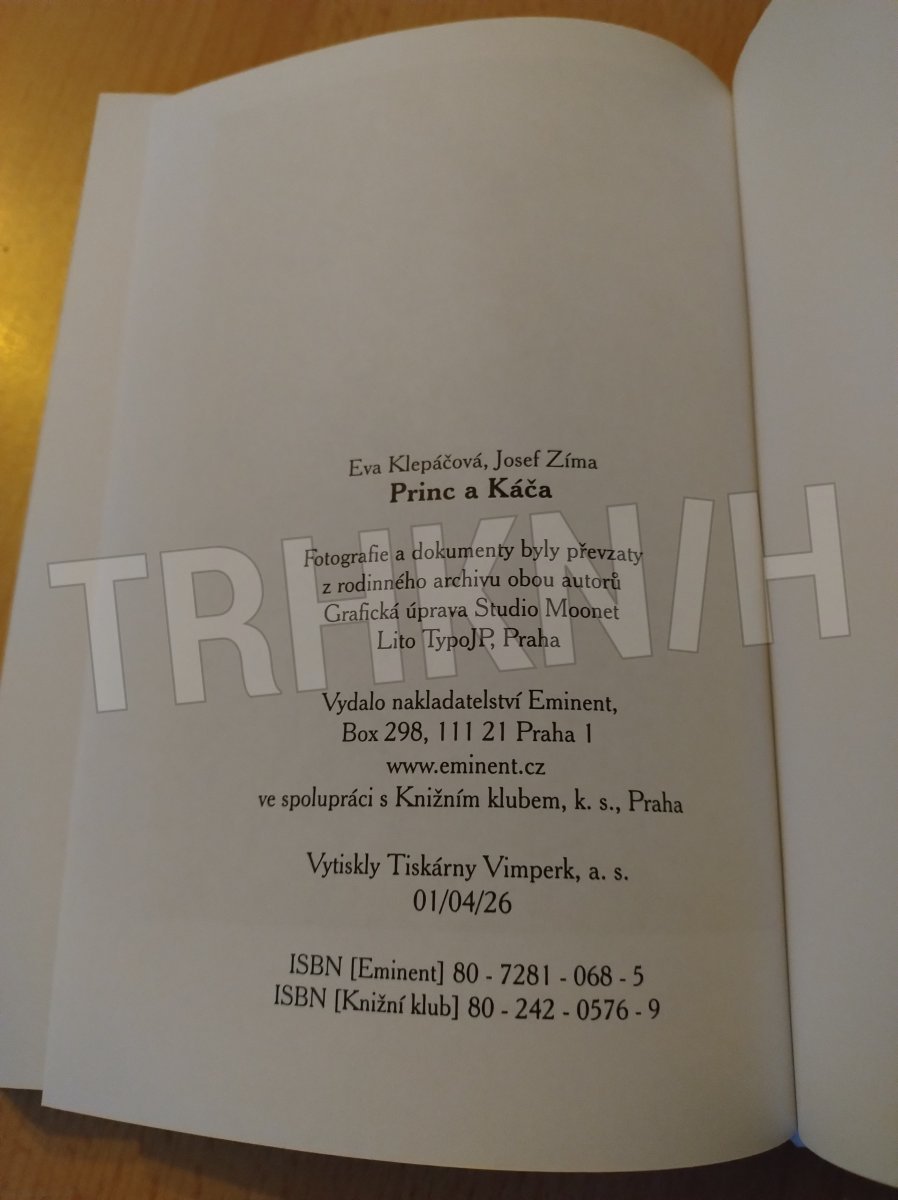 Eva Klepáčová, Josef Zíma
Princ a Káča
Fotografie a dokumenty byly převzaty
z rodinného archivu obou autorů
Grafická úprava Studio Moonet
Lito TypoJP, Praha
TRHKNIH
Vydalo nakladatelství Eminent,
Box 298, 111 21 Praha 1
www.eminent.cz
ve spolupráci s Knižním klubem, k. s., Praha
Vytiskly Tiskárny Vimperk, a. s.
01/04/26
ISBN [Eminent] 80 - 7281 - 068 - 5
ISBN [Knižní klub] 80 - 242 - 0576 - 9